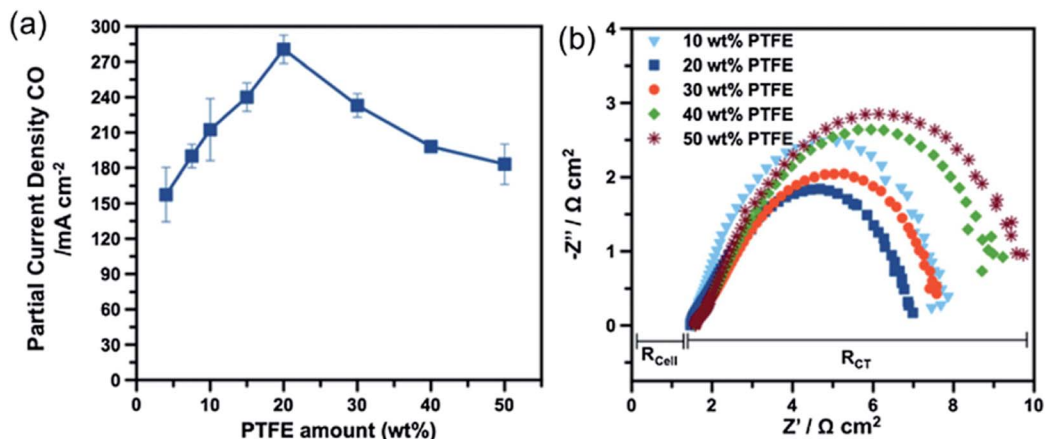 (a)
Partial Current Density CO
/mA cm-2
300
270
240
210
180
150
120
90
60
30
0
0
10
20
30
40
50
PTFE amount (wt%)
(b)
10 wt% PTFE
20 wt% PTFE
30 wt% PTFE
40 wt% PTFE
50 wt% PTFE
-Z'' / Ω cm2
4
3
2
1
0
RCell
RCT
0
2
4
6
8
10
Z' / Ω cm2